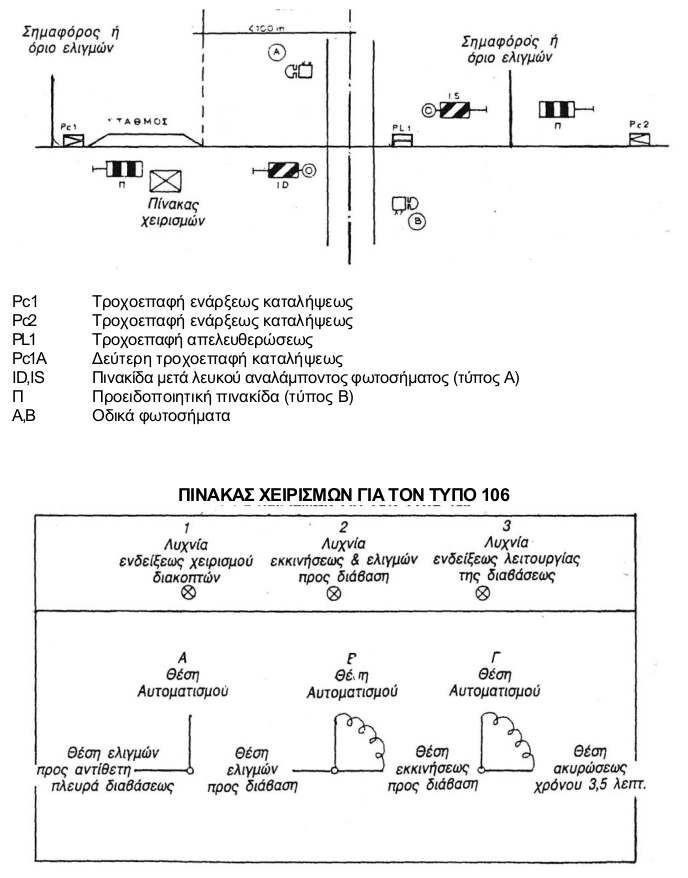 Σημαφόρος ή
όριο ελιγμών
<100 m
A
Σημαφόρος ή
όριο ελιγμών
IS
Pc1
ΤΑΘΜΟΣ
PL1
Π
Pc2
Π
Πίνακας
χειρισμών
ID
B
Pc1 Τροχοεπαφή ενάρξεως καταλήψεως
Pc2 Τροχοεπαφή ενάρξεως καταλήψεως
PL1 Τροχοεπαφή απελευθερώσεως
Pc1A Δεύτερη τροχοεπαφή καταλήψεως
ID,IS Πινακίδα μετά λευκού αναλάμποντος φωτοσήματος (τύπος Α)
Π Προειδοποιητική πινακίδα (τύπος Β)
Α,Β Οδικά φωτοσήματα
ΠΙΝΑΚΑΣ ΧΕΙΡΙΣΜΩΝ ΓΙΑ ΤΟΝ ΤΥΠΟ 106
1 2 3
Λυχνία Λυχνία Λυχνία
ενδείξεως χειρισμού εκκινήσεως & ελιγμών ενδείξεως λειτουργίας
διακοπτών προς διάβαση της διαβάσεως
Α Β Γ
Θέση Θέση Θέση
Αυτοματισμού Αυτοματισμού Αυτοματισμού
Θέση ελιγμών Θέση Θέση Θέση
προς αντίθετη ελιγμών εκκινήσεως ακυρώσεως
πλευρά διαβάσεως προς διάβαση προς διάβαση χρόνου 3,5 λεπτ.